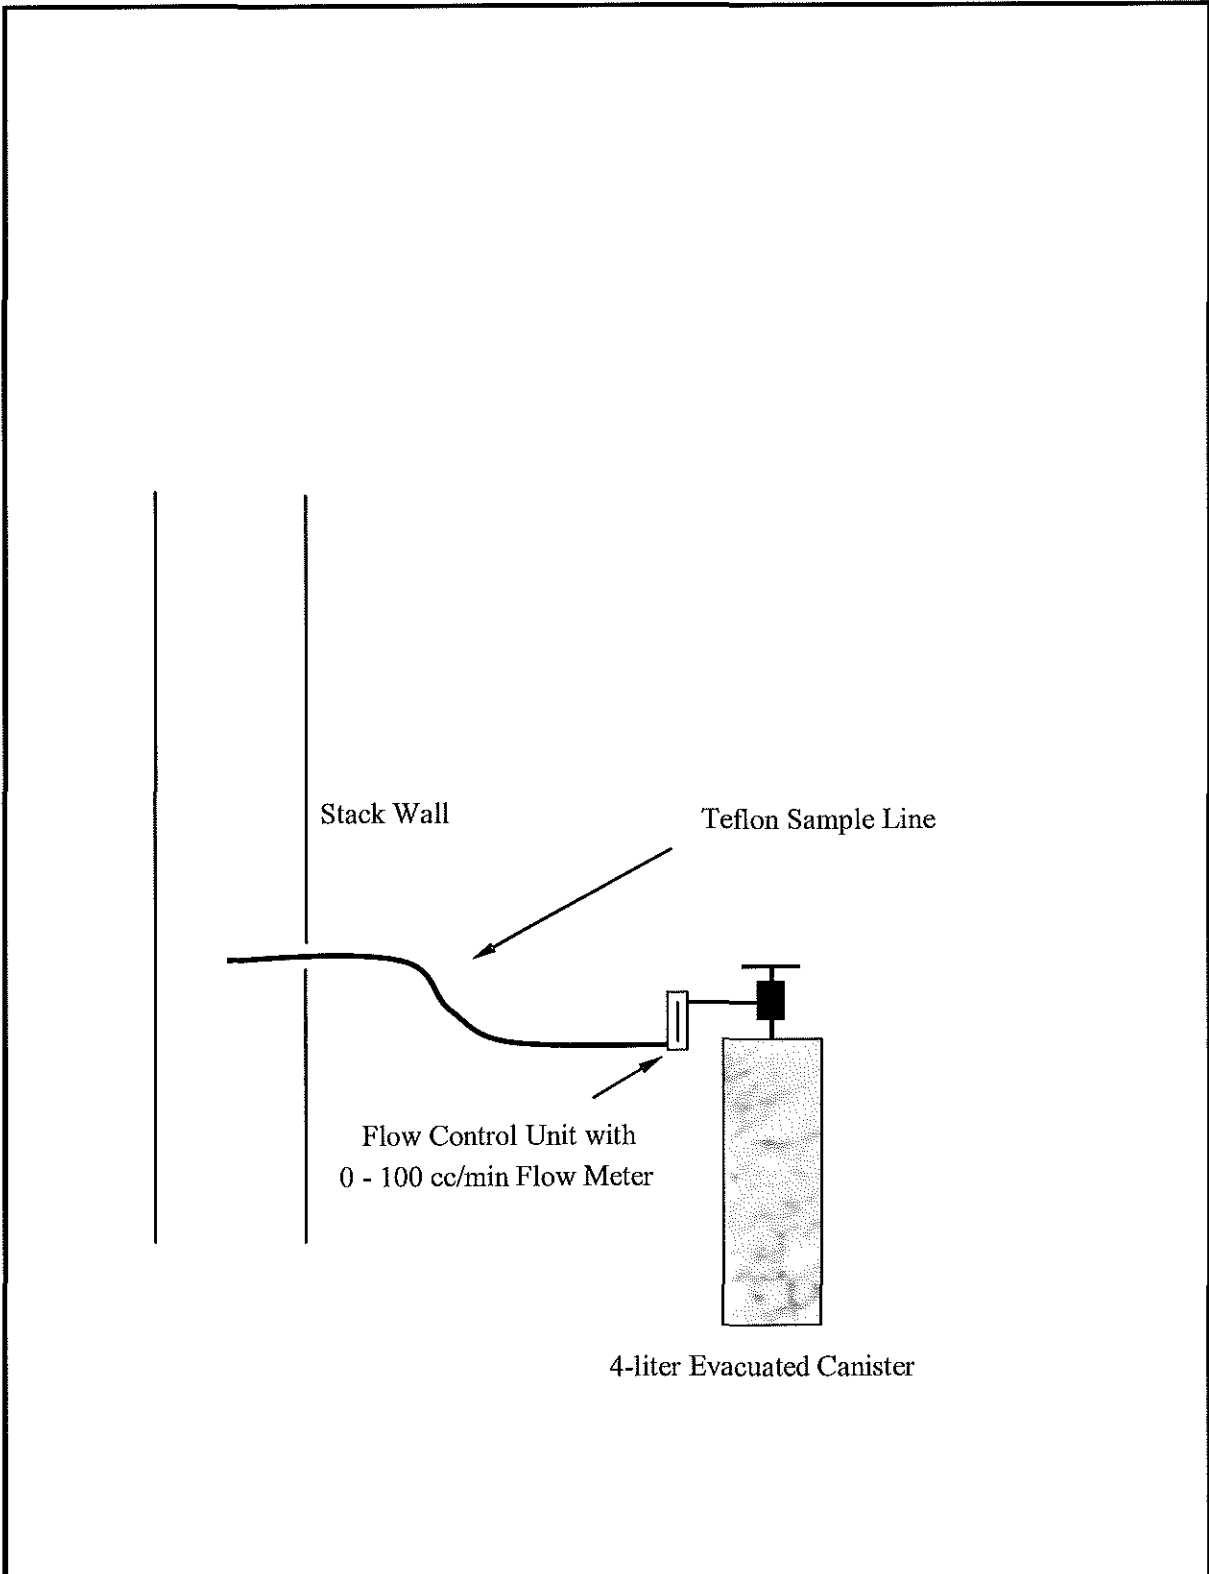 Stack Wall
Teflon Sample Line
Flow Control Unit with
0 - 100 cc/min Flow Meter
4-liter Evacuated Canister